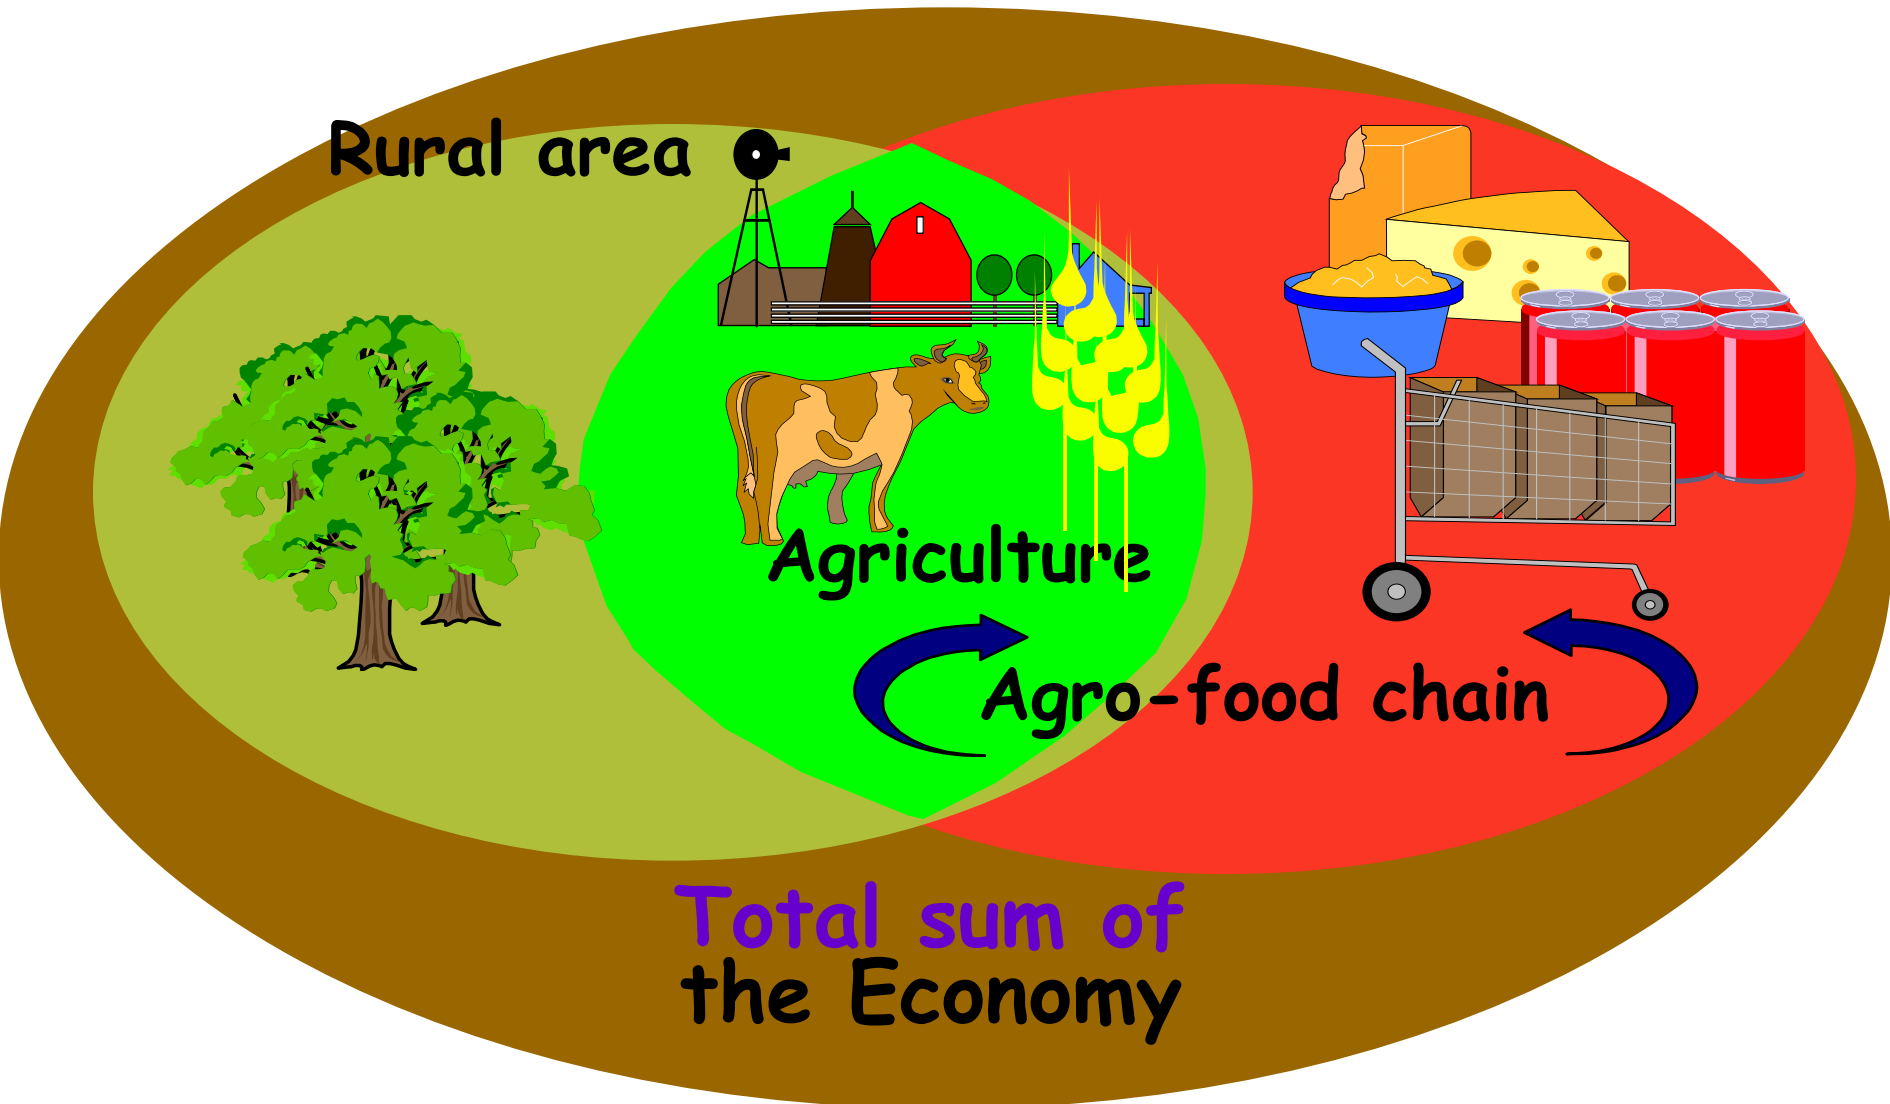 Rural area
Agriculture
Agro-food chain
Total sum of
the Economy